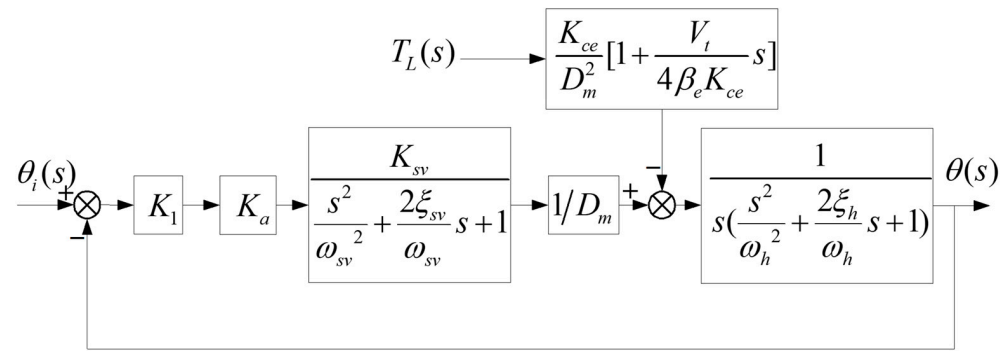 T_L(s)
K_ce/D_m^2 [1 + V_t/(4β_e K_ce) s]
θ_i(s)
+
−
K_1
K_a
K_sv/(s^2/ω_sv^2 + 2ξ_sv/ω_sv s + 1)
1/D_m
+
−
1/(s(s^2/ω_h^2 + 2ξ_h/ω_h s + 1))
θ(s)